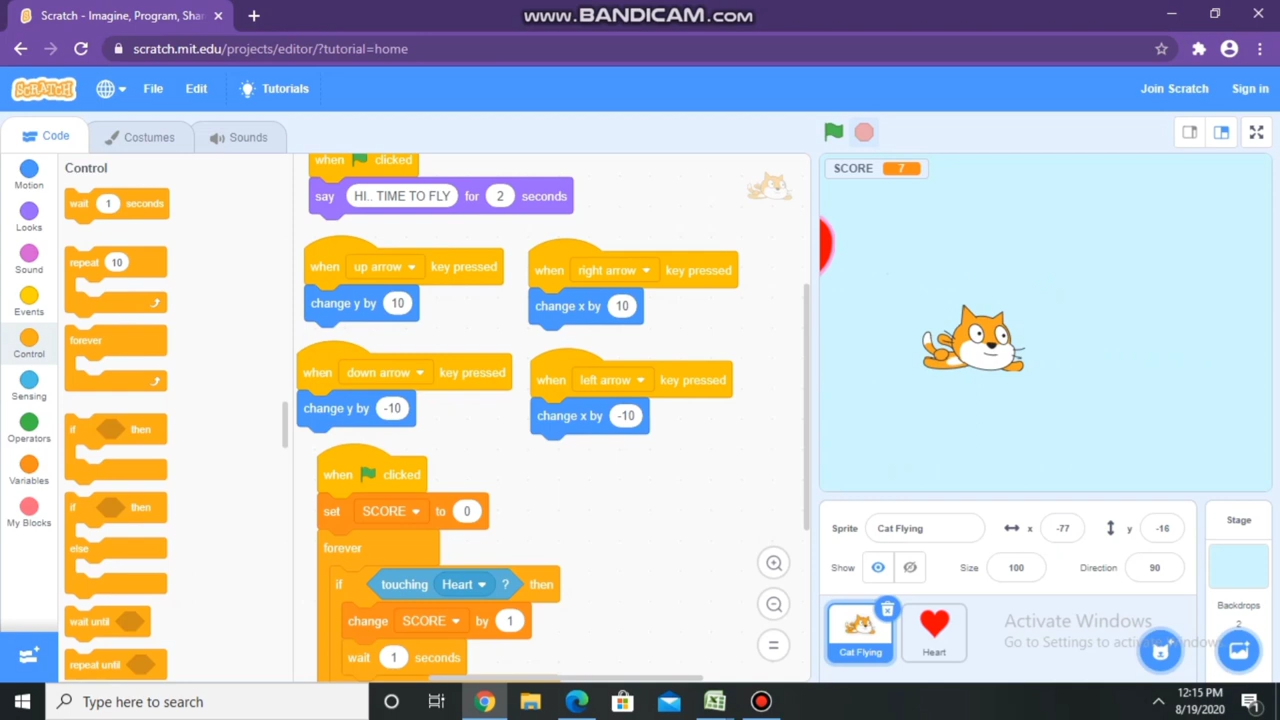 Scratch - Imagine, Program, Shar
www.BANDICAM.com
scratch.mit.edu/projects/editor/?tutorial=home
SCRATCH
File
Edit
Tutorials
Join Scratch
Sign in
Code
Costumes
Sounds
Motion
Looks
Sound
Events
Control
Sensing
Operators
Variables
My Blocks
Control
wait 1 seconds
repeat 10
forever
if then
if then
else
wait until
repeat until
when clicked
say HI.. TIME TO FLY for 2 seconds
when up arrow key pressed
change y by 10
when right arrow key pressed
change x by 10
when down arrow key pressed
change y by -10
when left arrow key pressed
change x by -10
when clicked
set SCORE to 0
forever
if touching Heart ? then
change SCORE by 1
wait 1 seconds
SCORE 7
Sprite Cat Flying x -77 y -16
Show Size 100 Direction 90
Cat Flying
Heart
Stage
Backdrops
2
Activate Windows
Go to Settings to activate Windows.
Type here to search
12:15 PM
8/19/2020
1